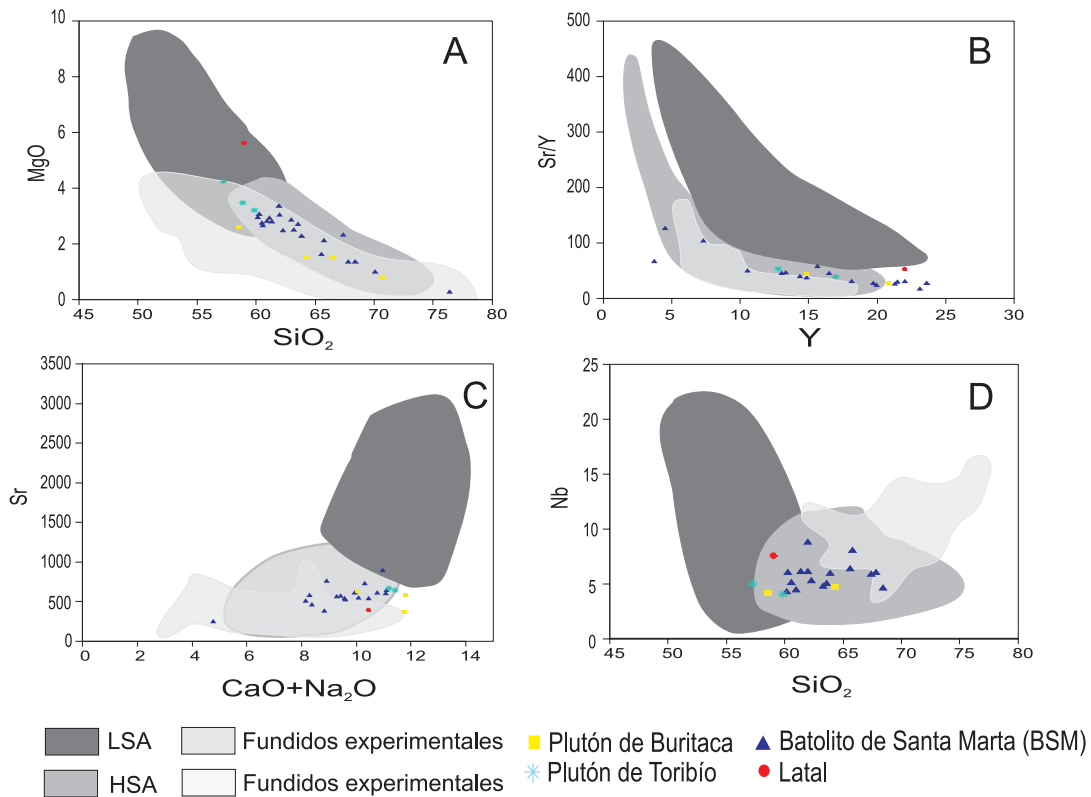 A
MgO
10
8
6
4
2
0
45 50 55 60 65 70 75 80
SiO₂
B
Sr/Y
500
400
300
200
100
0
0 5 10 15 20 25 30
Y
C
Sr
3500
3000
2500
2000
1500
1000
500
0
0 2 4 6 8 10 12 14
CaO+Na₂O
D
Nb
25
20
15
10
5
0
45 50 55 60 65 70 75 80
SiO₂
LSA
Fundidos experimentales
Plutón de Buritaca
Batolito de Santa Marta (BSM)
HSA
Fundidos experimentales
Plutón de Toribío
Latal